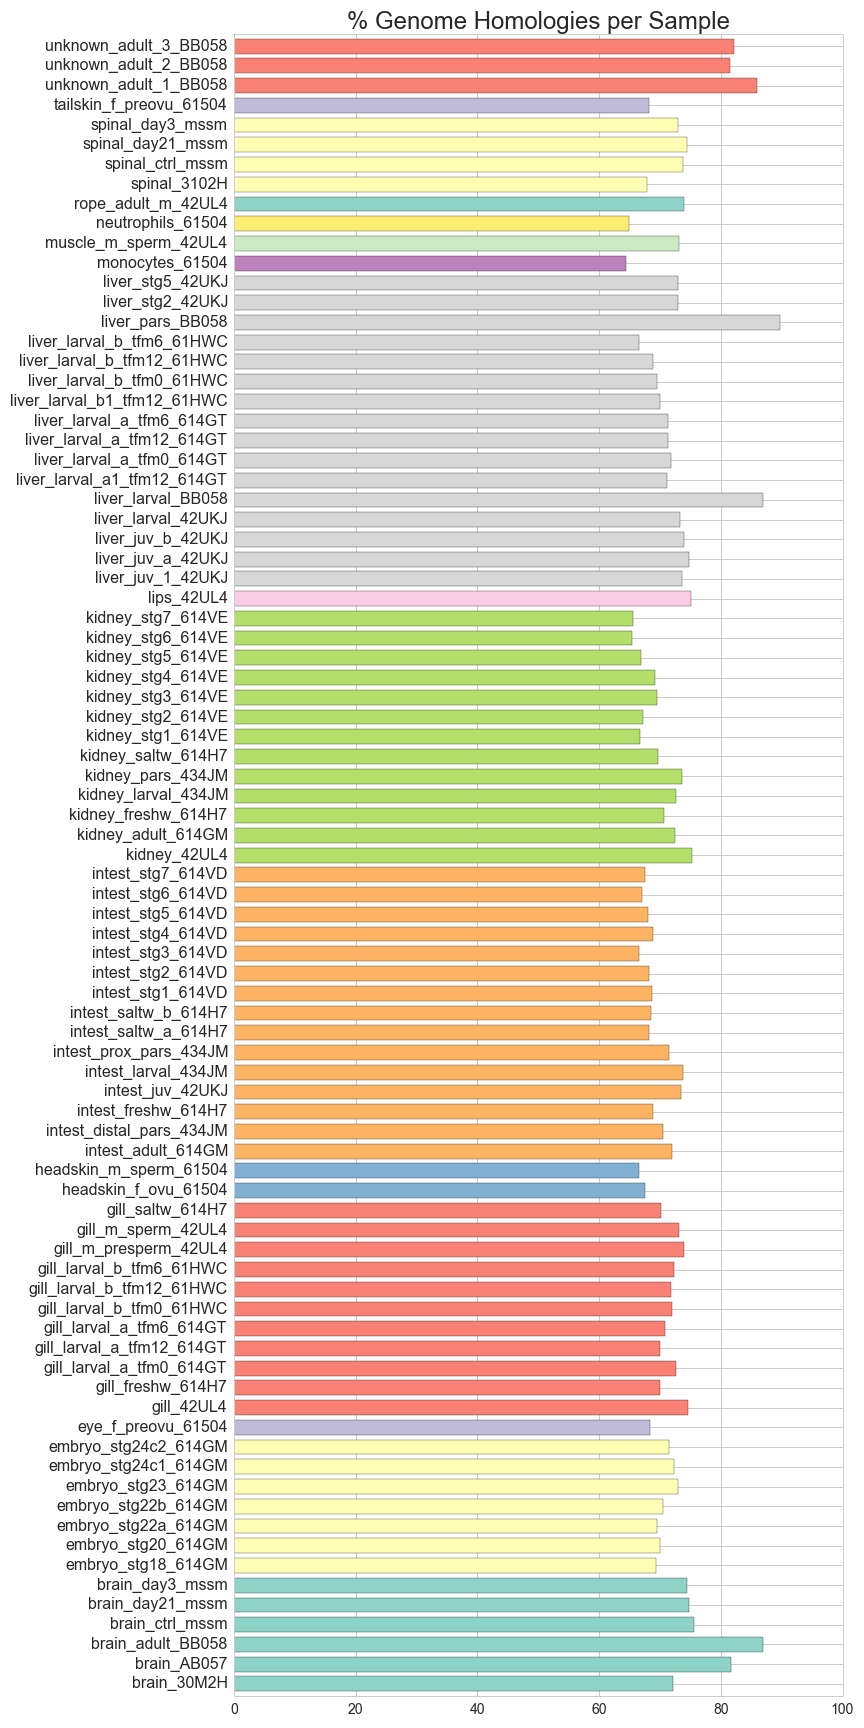 % Genome Homologies per Sample
unknown_adult_3_BB058
unknown_adult_2_BB058
unknown_adult_1_BB058
tailskin_f_preovu_61504
spinal_day3_mssm
spinal_day21_mssm
spinal_ctrl_mssm
spinal_3102H
rope_adult_m_42UL4
neutrophils_61504
muscle_m_sperm_42UL4
monocytes_61504
liver_stg5_42UKJ
liver_stg2_42UKJ
liver_pars_BB058
liver_larval_b_tfm6_61HWC
liver_larval_b_tfm12_61HWC
liver_larval_b_tfm0_61HWC
liver_larval_b1_tfm12_61HWC
liver_larval_a_tfm6_614GT
liver_larval_a_tfm12_614GT
liver_larval_a_tfm0_614GT
liver_larval_a1_tfm12_614GT
liver_larval_BB058
liver_larval_42UKJ
liver_juv_b_42UKJ
liver_juv_a_42UKJ
liver_juv_1_42UKJ
lips_42UL4
kidney_stg7_614VE
kidney_stg6_614VE
kidney_stg5_614VE
kidney_stg4_614VE
kidney_stg3_614VE
kidney_stg2_614VE
kidney_stg1_614VE
kidney_saltw_614H7
kidney_pars_434JM
kidney_larval_434JM
kidney_freshw_614H7
kidney_adult_614GM
kidney_42UL4
intest_stg7_614VD
intest_stg6_614VD
intest_stg5_614VD
intest_stg4_614VD
intest_stg3_614VD
intest_stg2_614VD
intest_stg1_614VD
intest_saltw_b_614H7
intest_saltw_a_614H7
intest_prox_pars_434JM
intest_larval_434JM
intest_juv_42UKJ
intest_freshw_614H7
intest_distal_pars_434JM
intest_adult_614GM
headskin_m_sperm_61504
headskin_f_ovu_61504
gill_saltw_614H7
gill_m_sperm_42UL4
gill_m_presperm_42UL4
gill_larval_b_tfm6_61HWC
gill_larval_b_tfm12_61HWC
gill_larval_b_tfm0_61HWC
gill_larval_a_tfm6_614GT
gill_larval_a_tfm12_614GT
gill_larval_a_tfm0_614GT
gill_freshw_614H7
gill_42UL4
eye_f_preovu_61504
embryo_stg24c2_614GM
embryo_stg24c1_614GM
embryo_stg23_614GM
embryo_stg22b_614GM
embryo_stg22a_614GM
embryo_stg20_614GM
embryo_stg18_614GM
brain_day3_mssm
brain_day21_mssm
brain_ctrl_mssm
brain_adult_BB058
brain_AB057
brain_30M2H
0 20 40 60 80 100